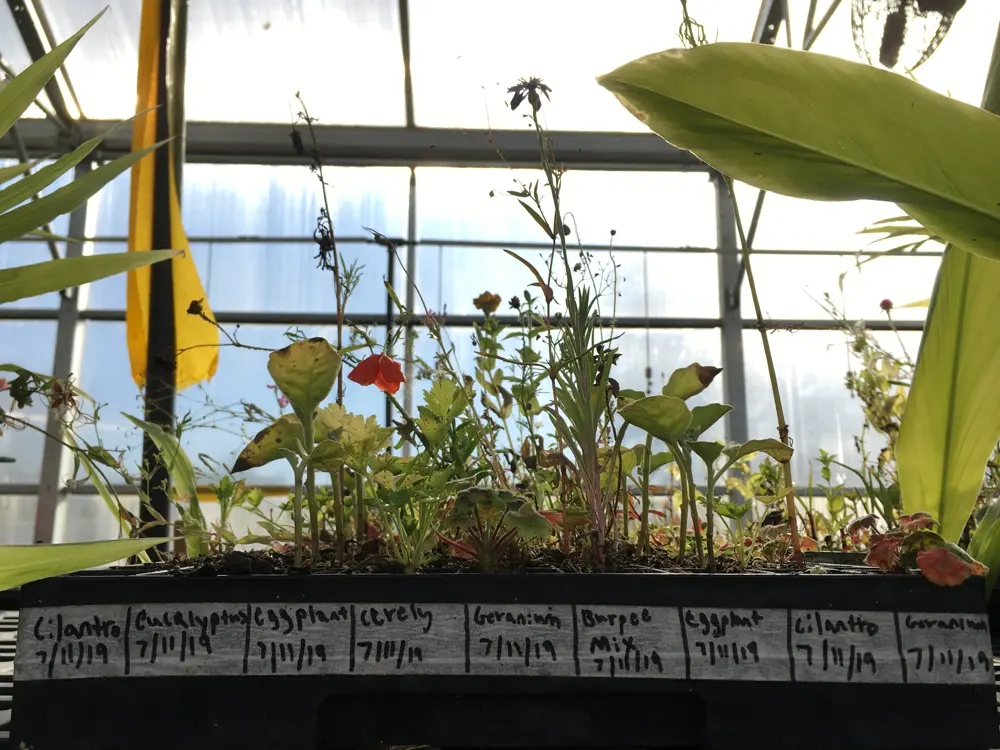 Cilantro
7/11/19
Eucalyptus
7/11/19
Eggplant
7/11/19
Cerely
7/11/19
Geranium
7/11/19
Burpee
Mix
7/11/19
Eggplant
7/11/19
Cilantro
7/11/19
Geranium
7/11/19